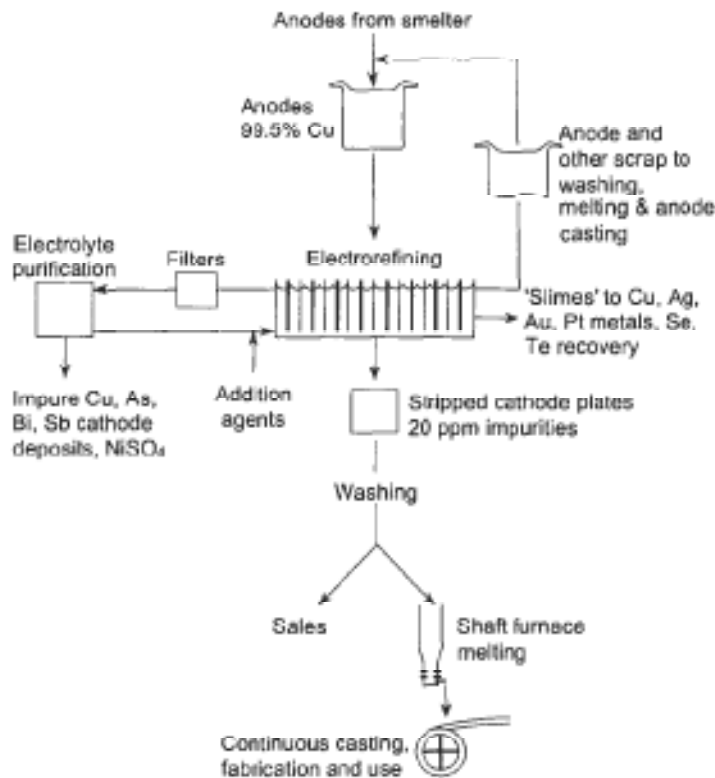 Anodes from smelter
Anodes
99.5% Cu
Anode and
other scrap to
washing,
melting & anode
casting
Electrolyte
purification
Filters
Electrorefining
'Slimes' to Cu, Ag,
Au, Pt metals, Se,
Te recovery
Impure Cu, As,
Bi, Sb cathode
deposits, NiSO₄
Addition
agents
Stripped cathode plates
20 ppm impurities
Washing
Sales
Shaft furnace
melting
Continuous casting,
fabrication and use